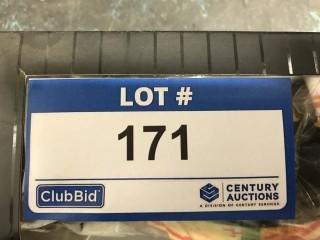 LOT #
171
ClubBid
CENTURY
AUCTIONS
A DIVISION OF CENTURY SERVICES